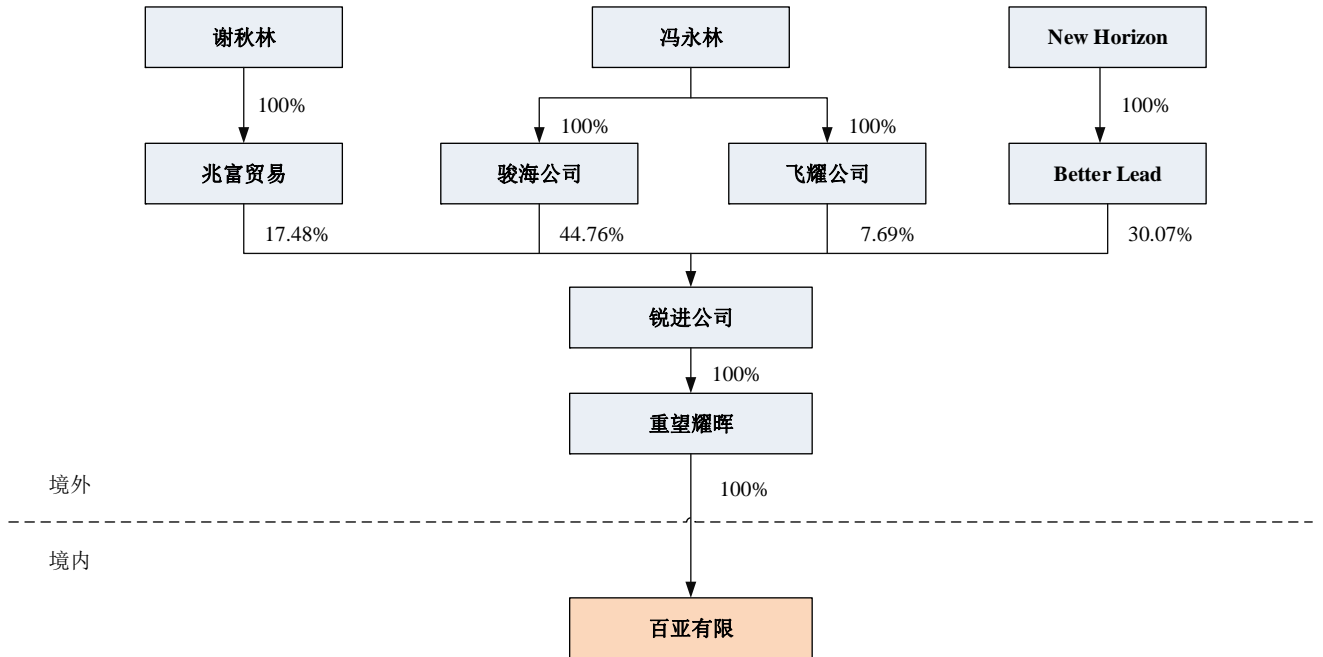 谢秋林
冯永林
New Horizon
100%
100%
100%
100%
兆富贸易
骏海公司
飞耀公司
Better Lead
17.48%
44.76%
7.69%
30.07%
锐进公司
100%
重望耀晖
境外
100%
境内
百亚有限